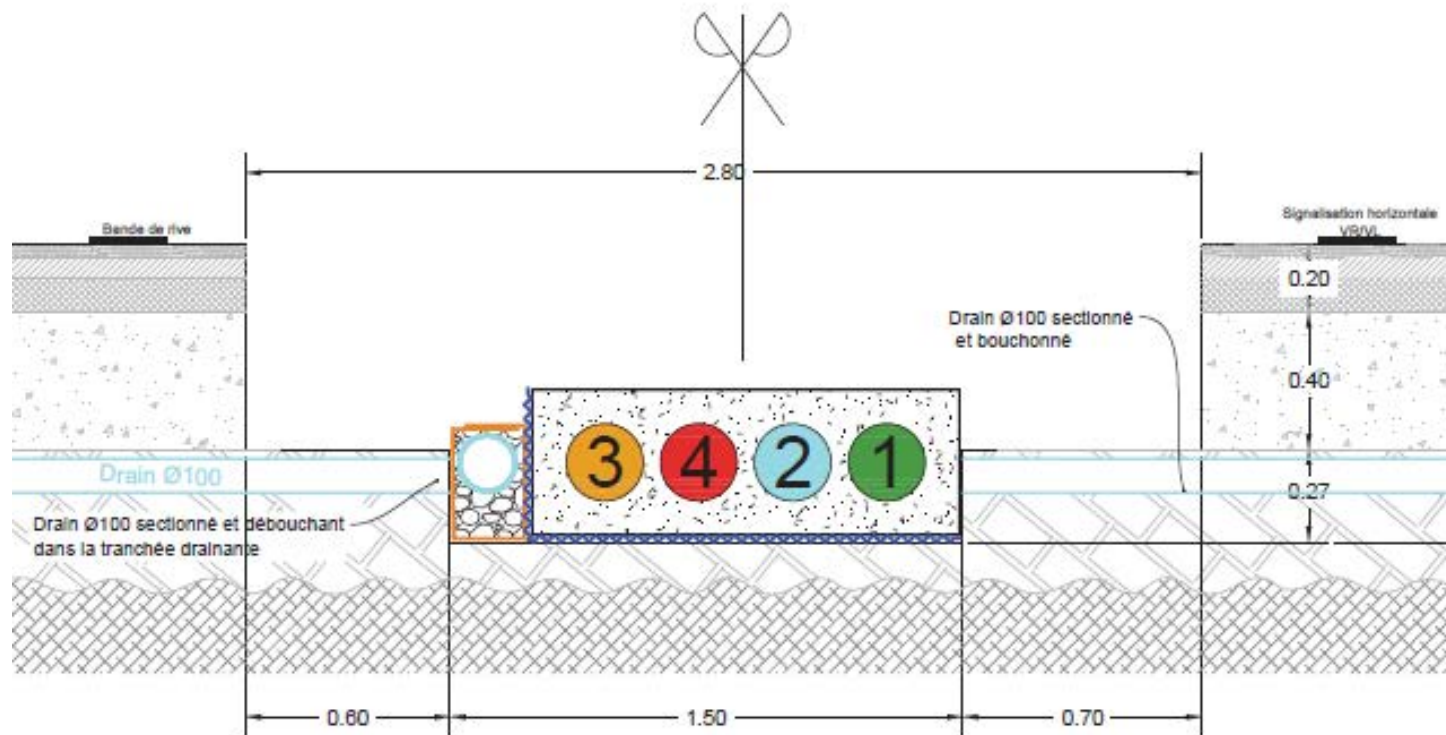 2.80
Bande de rive
Signalisation horizontale
VR/VL
0.20
Drain Ø100 sectionné
et bouchonné
0.40
3
4
2
1
Drain Ø100
0.27
Drain Ø100 sectionné et débouchant
dans la tranchée drainante
0.60
1.50
0.70